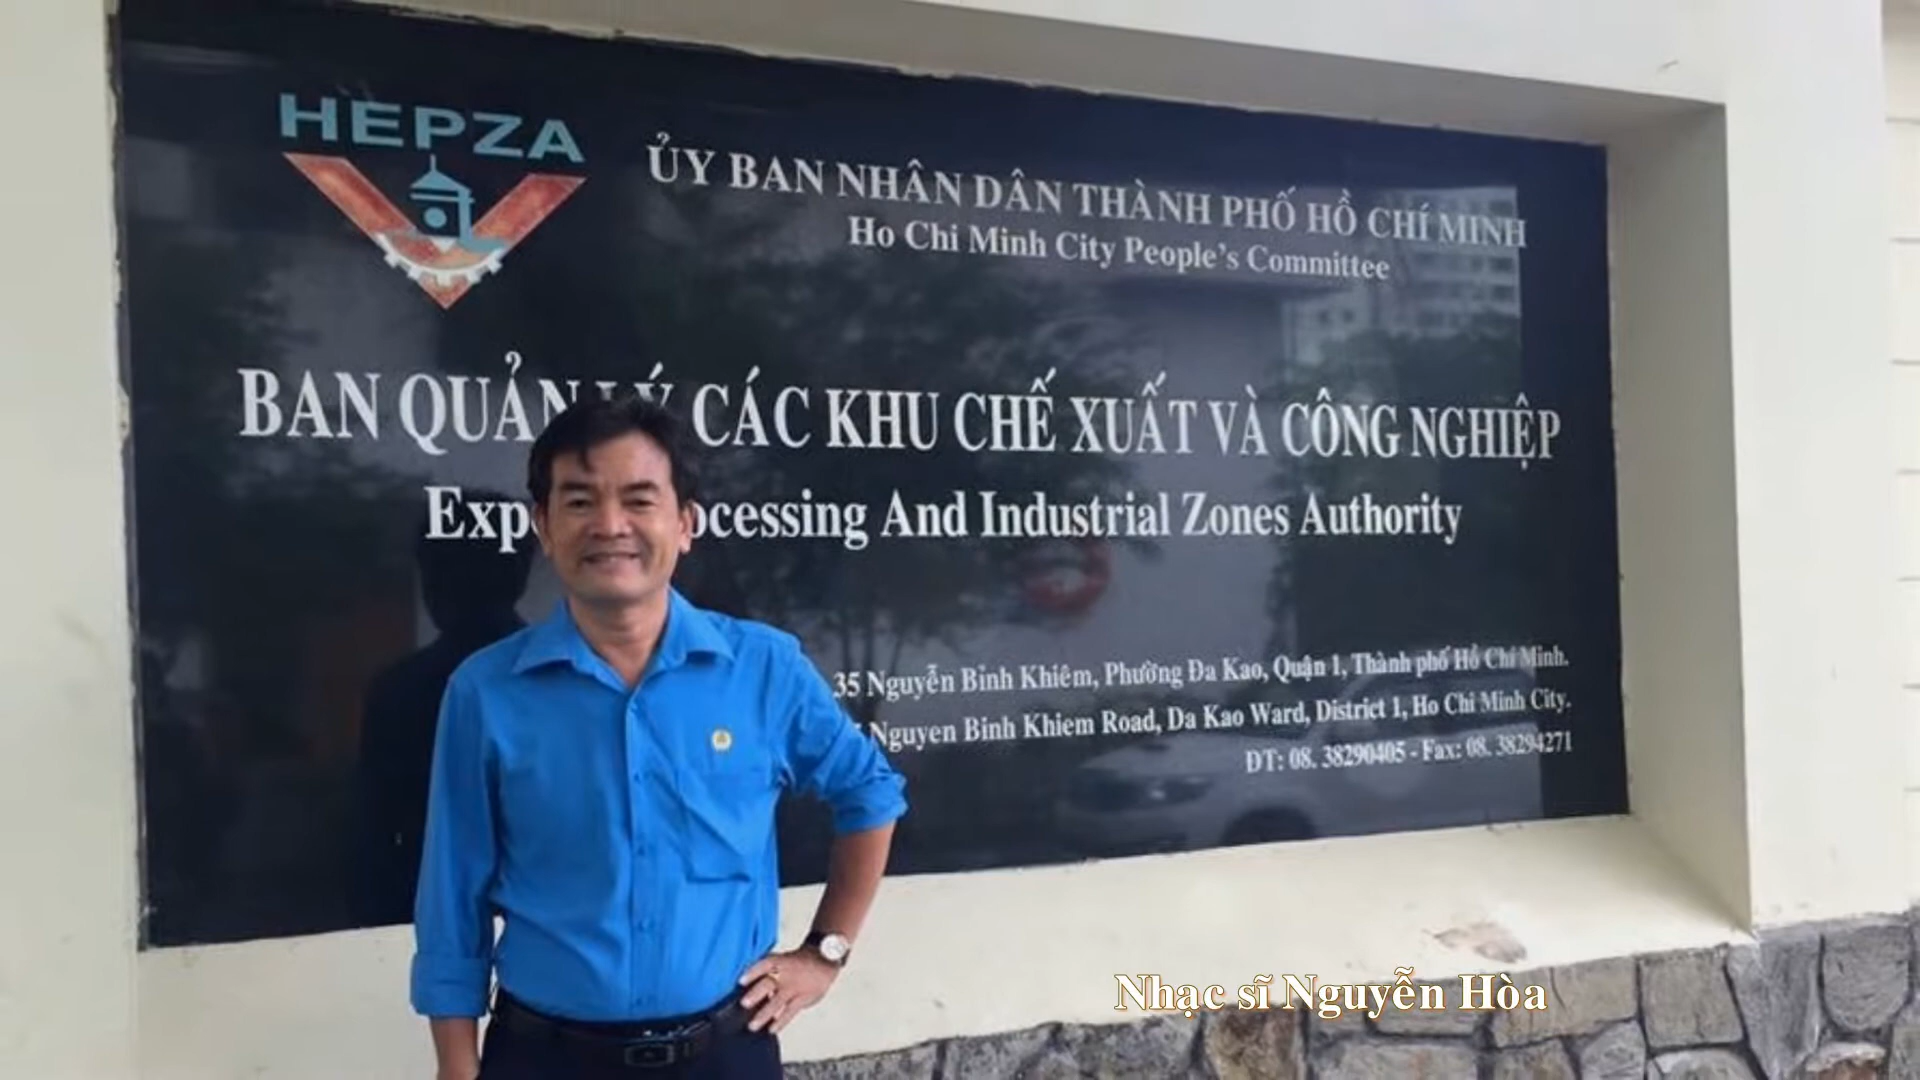 HEPZA
ỦY BAN NHÂN DÂN THÀNH PHỐ HỒ CHÍ MINH
Ho Chi Minh City People's Committee
BAN QUẢN LÝ CÁC KHU CHẾ XUẤT VÀ CÔNG NGHIỆP
Processing And Industrial Zones Authority
35 Nguyễn Bỉnh Khiêm, Phường Đa Kao, Quận 1, Thành phố Hồ Chí Minh.
Nguyen Binh Khiem Road, Da Kao Ward, District 1, Ho Chi Minh City.
ĐT: 08. 38290405 - Fax: 08. 38294271
Nhạc sĩ Nguyễn Hòa